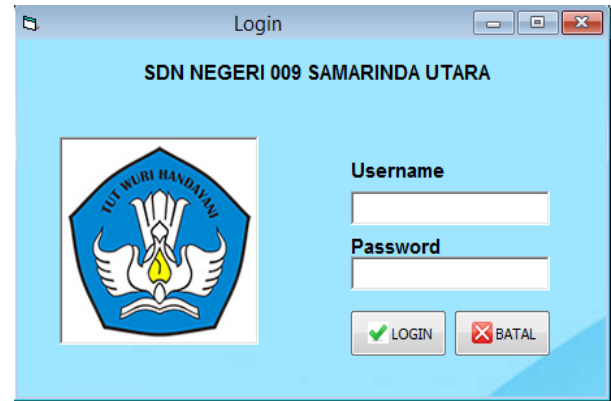 Login
SDN NEGERI 009 SAMARINDA UTARA
TUT WURI HANDAYANI
Username
Password
LOGIN
BATAL